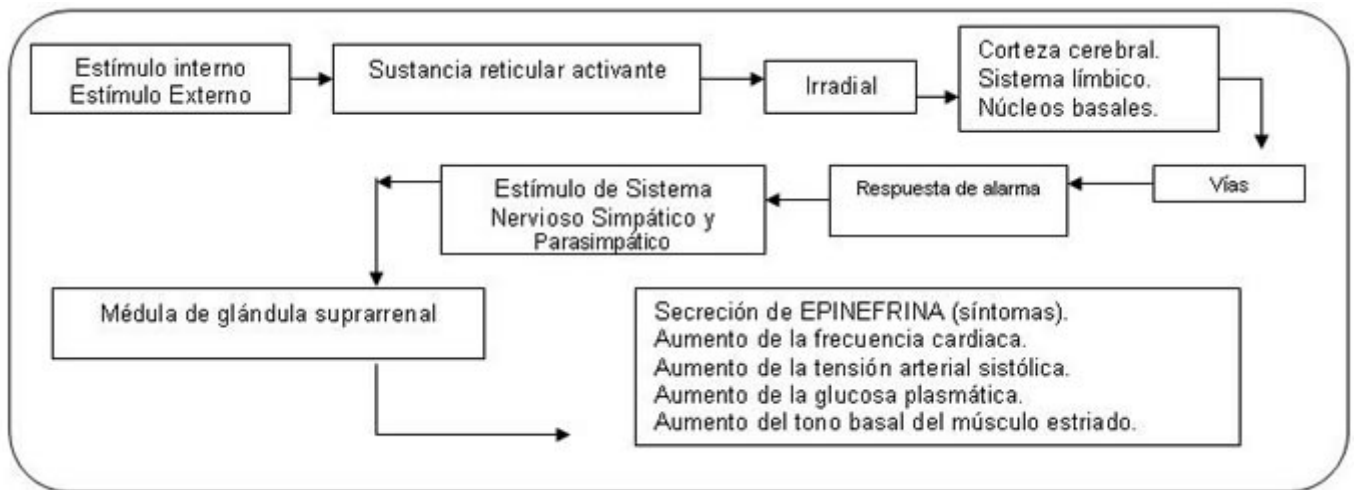 Estímulo interno
Estímulo Externo
Sustancia reticular activante
Irradial
Corteza cerebral.
Sistema límbico.
Núcleos basales.
Vías
Respuesta de alarma
Estímulo de Sistema
Nervioso Simpático y
Parasimpático
Médula de glándula suprarrenal
Secreción de EPINEFRINA (síntomas).
Aumento de la frecuencia cardiaca.
Aumento de la tensión arterial sistólica.
Aumento de la glucosa plasmática.
Aumento del tono basal del músculo estriado.